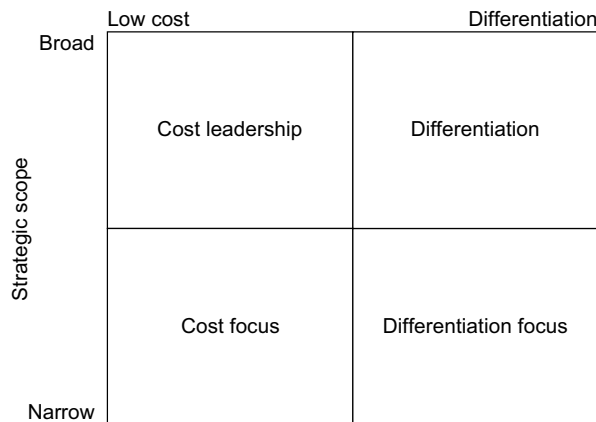 Low cost Differentiation
Broad
Cost leadership Differentiation
Strategic scope
Cost focus Differentiation focus
Narrow